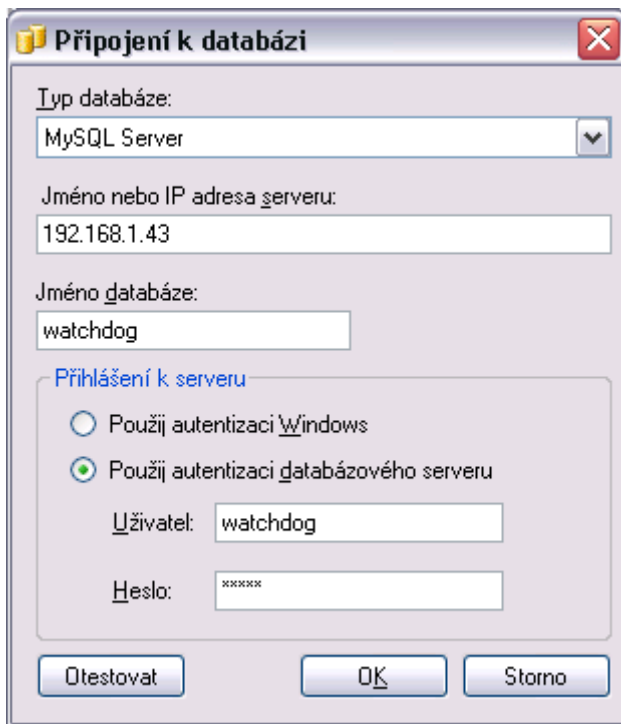 Připojení k databázi
Typ databáze:
MySQL Server
Jméno nebo IP adresa serveru:
192.168.1.43
Jméno databáze:
watchdog
Přihlášení k serveru
Použij autentizaci Windows
Použij autentizaci databázového serveru
Uživatel: watchdog
Heslo: *****
Otestovat OK Storno